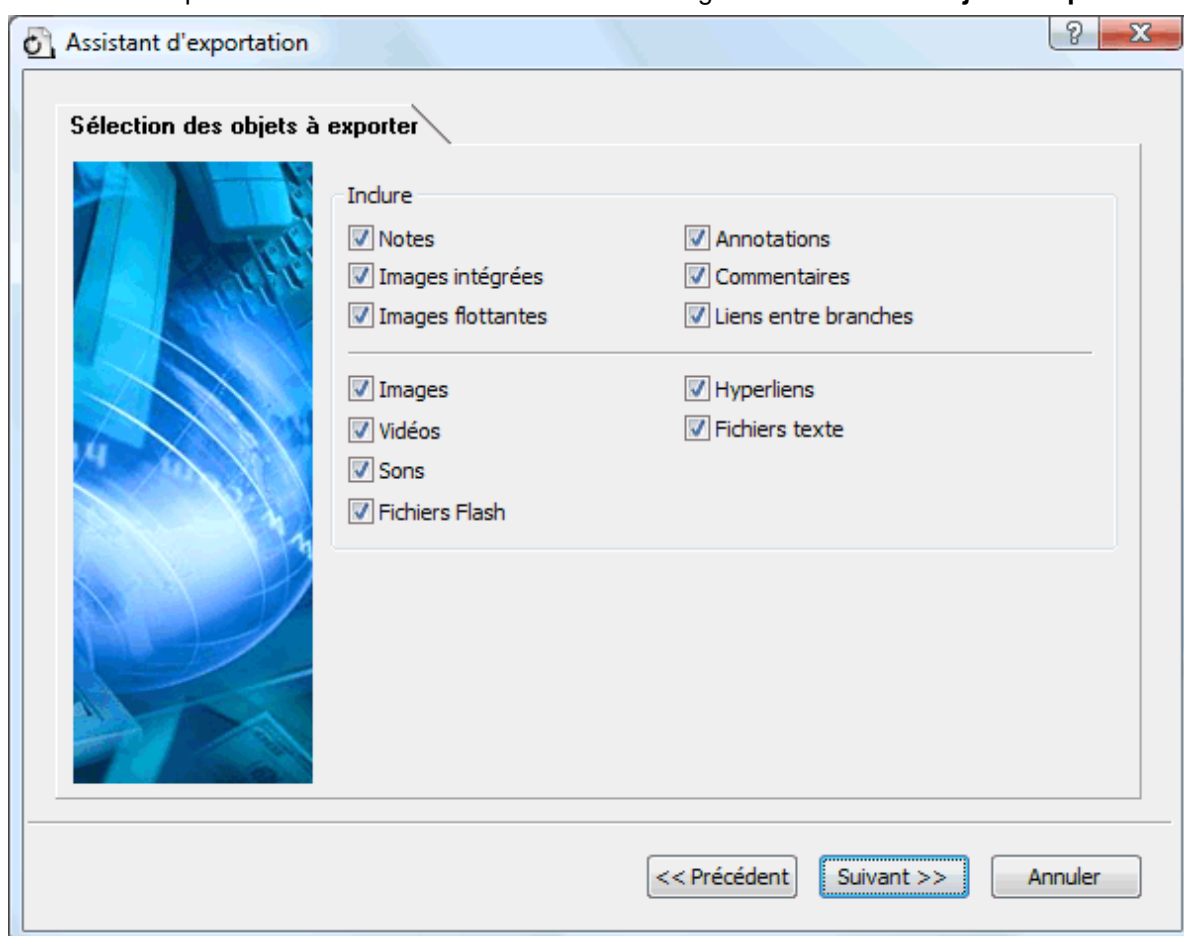 Assistant d'exportation
Sélection des objets à exporter
Inclure
Notes
Annotations
Images intégrées
Commentaires
Images flottantes
Liens entre branches
Images
Hyperliens
Vidéos
Fichiers texte
Sons
Fichiers Flash
<< Précédent
Suivant >>
Annuler